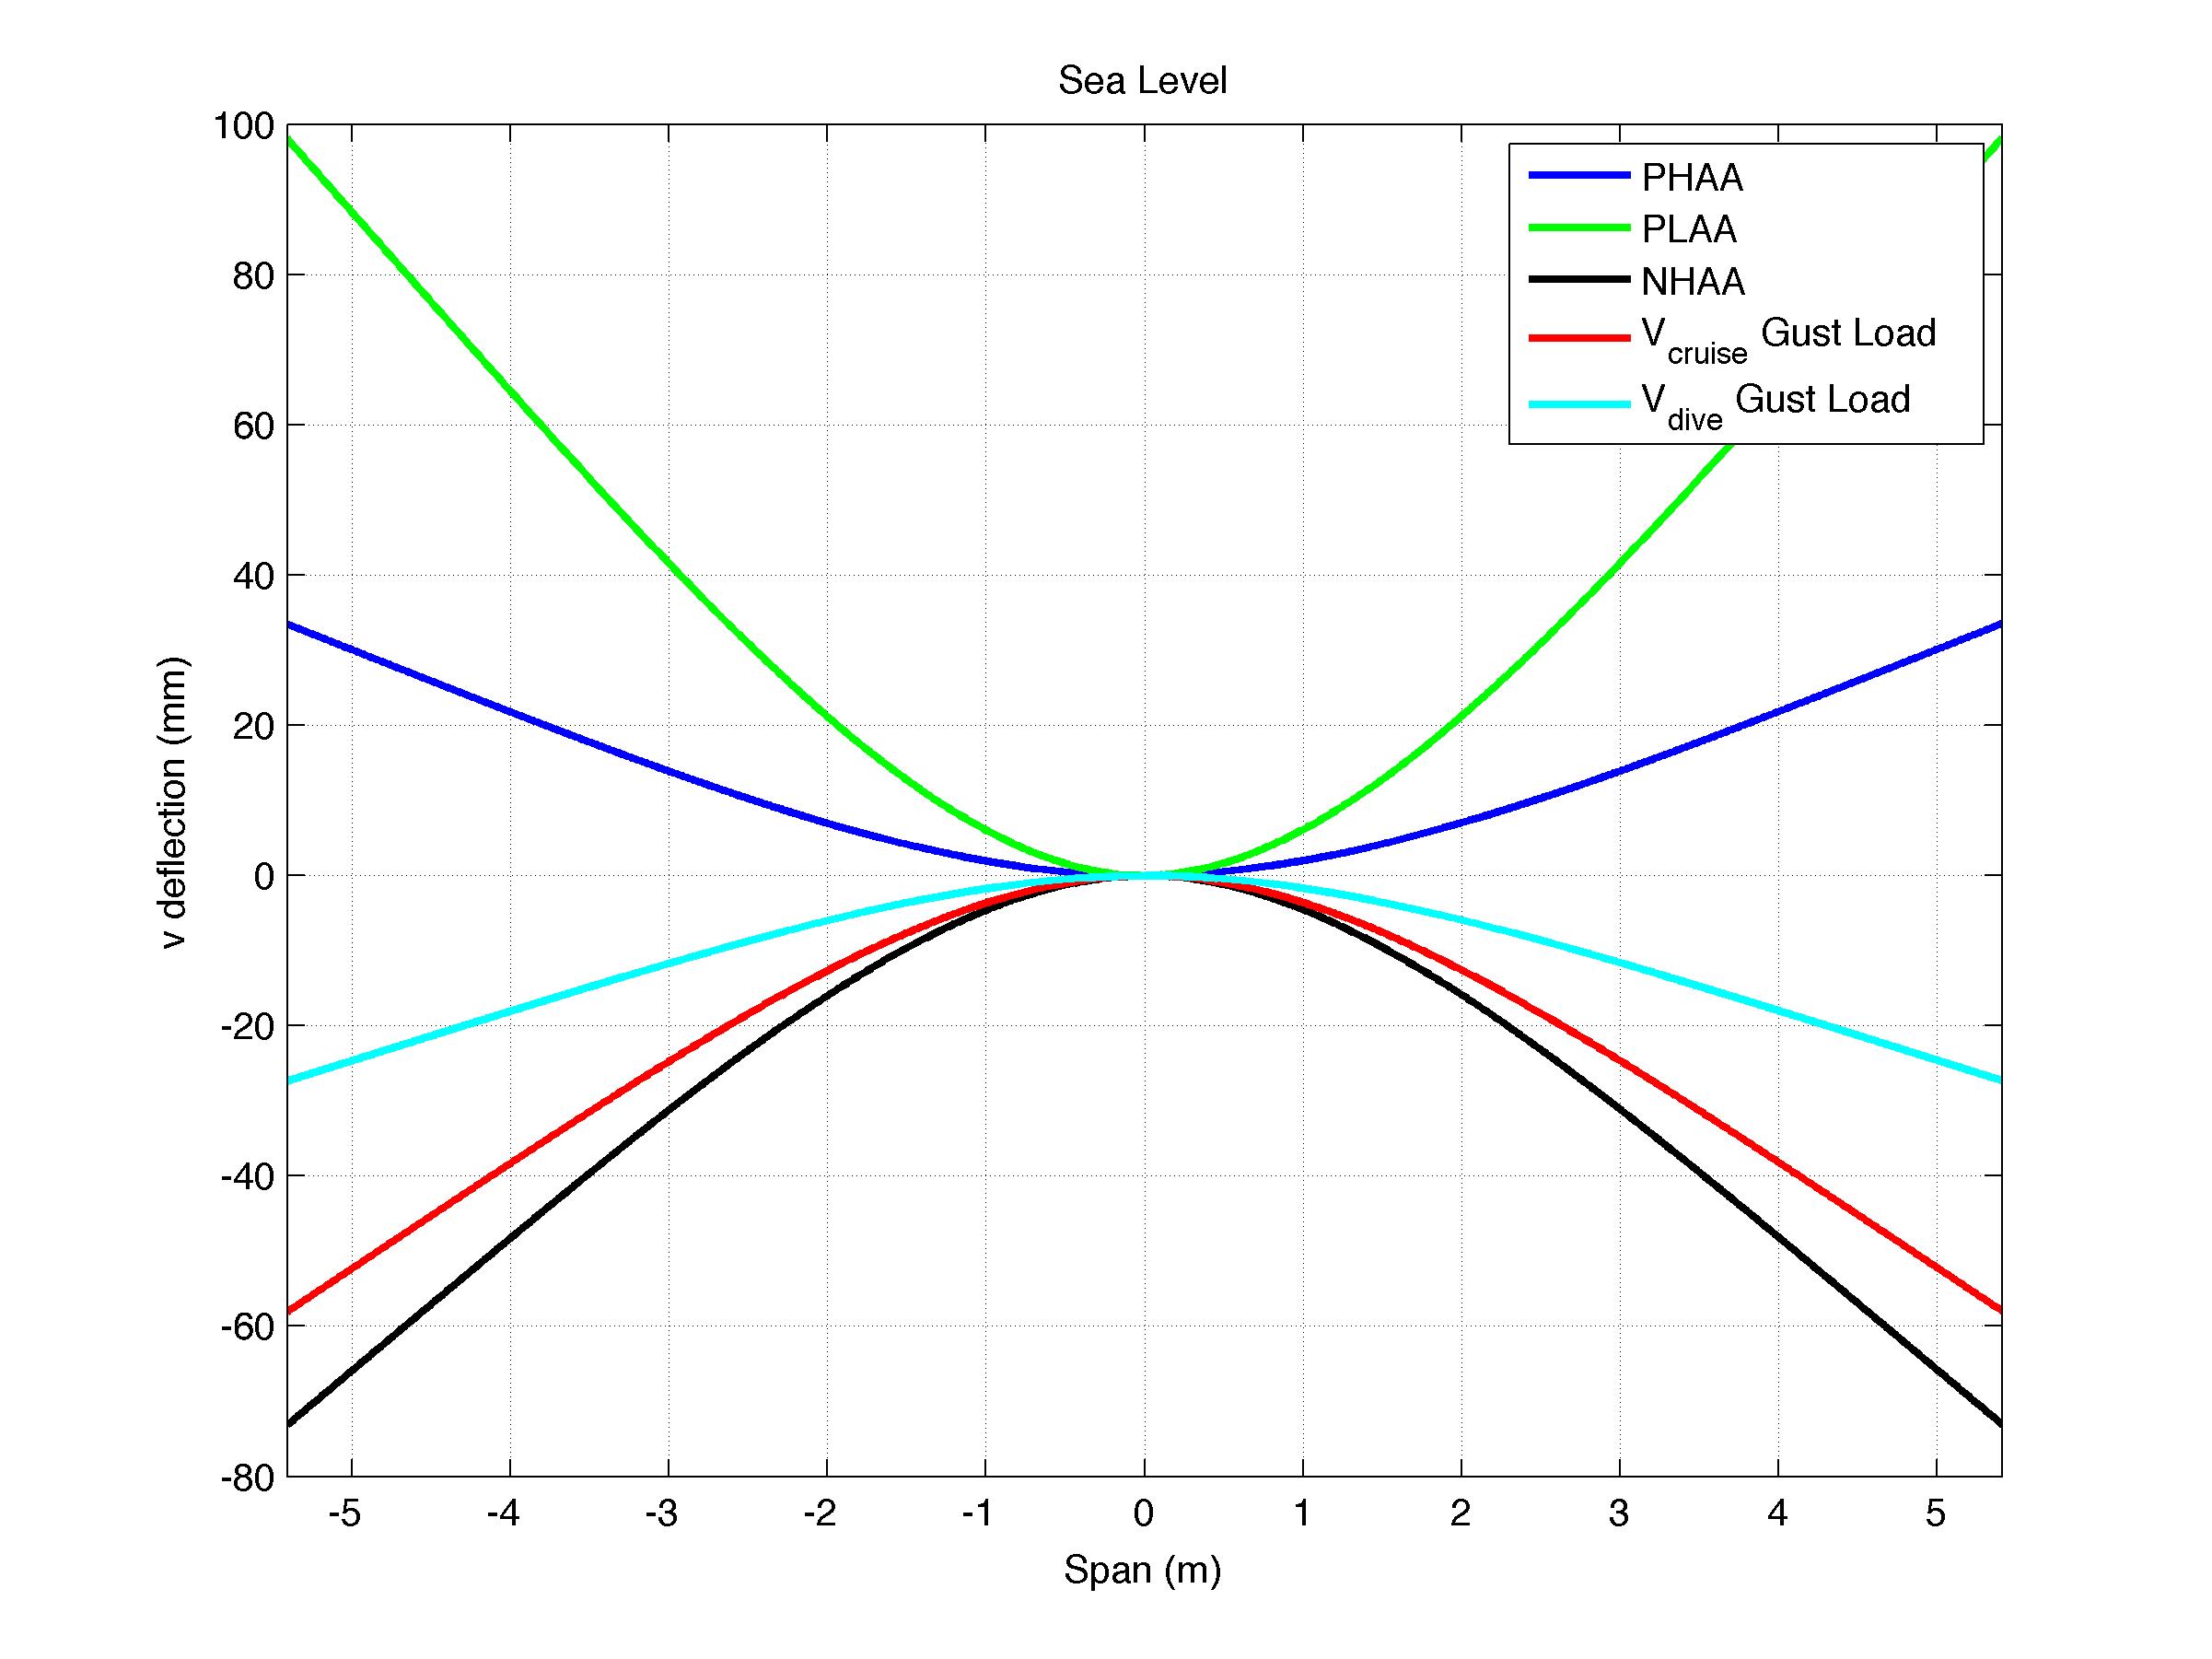 Sea Level
100
80
60
40
20
0
-20
-40
-60
-80
v deflection (mm)
PHAA
PLAA
NHAA
Vcruise Gust Load
Vdive Gust Load
-5 -4 -3 -2 -1 0 1 2 3 4 5
Span (m)